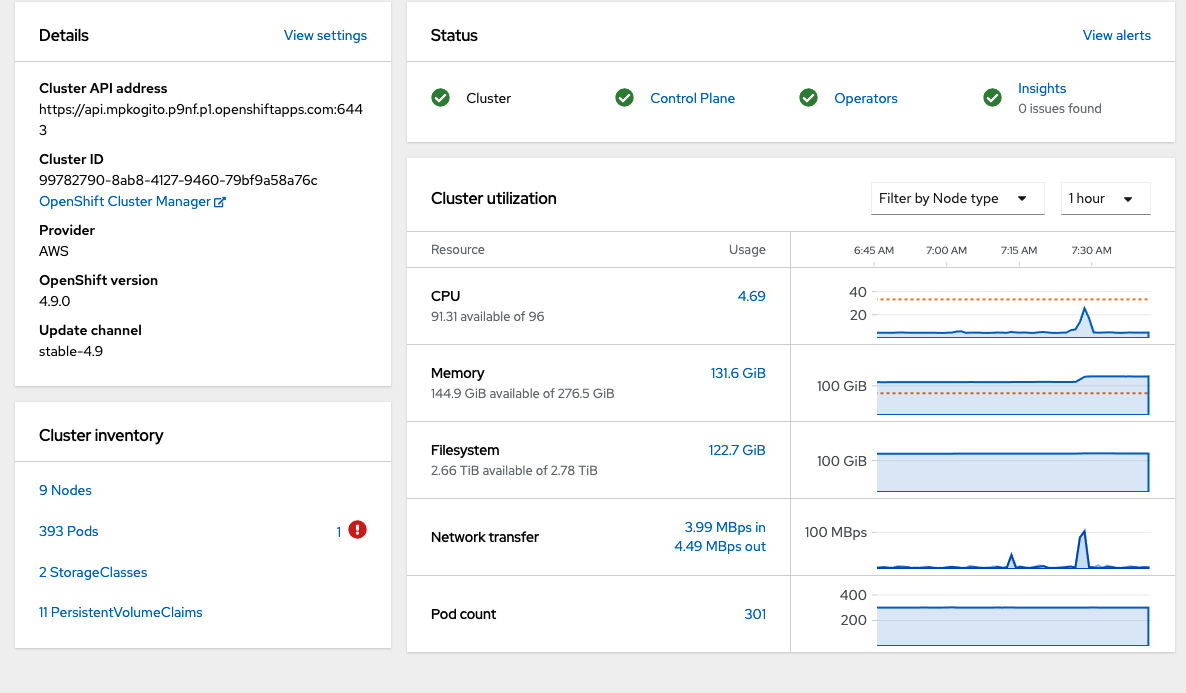 Details
View settings
Cluster API address
https://api.mpkogito.p9nf.p1.openshiftapps.com:644
3
Cluster ID
99782790-8ab8-4127-9460-79bf9a58a76c
OpenShift Cluster Manager
Provider
AWS
OpenShift version
4.9.0
Update channel
stable-4.9
Cluster inventory
9 Nodes
393 Pods
1
2 StorageClasses
11 PersistentVolumeClaims
Status
View alerts
Cluster
Control Plane
Operators
Insights
0 issues found
Cluster utilization
Filter by Node type
1 hour
Resource
Usage
6:45 AM
7:00 AM
7:15 AM
7:30 AM
CPU
4.69
91.31 available of 96
40
20
Memory
131.6 GiB
144.9 GiB available of 276.5 GiB
100 GiB
Filesystem
122.7 GiB
2.66 TiB available of 2.78 TiB
100 GiB
Network transfer
3.99 MBps in
4.49 MBps out
100 MBps
Pod count
301
400
200